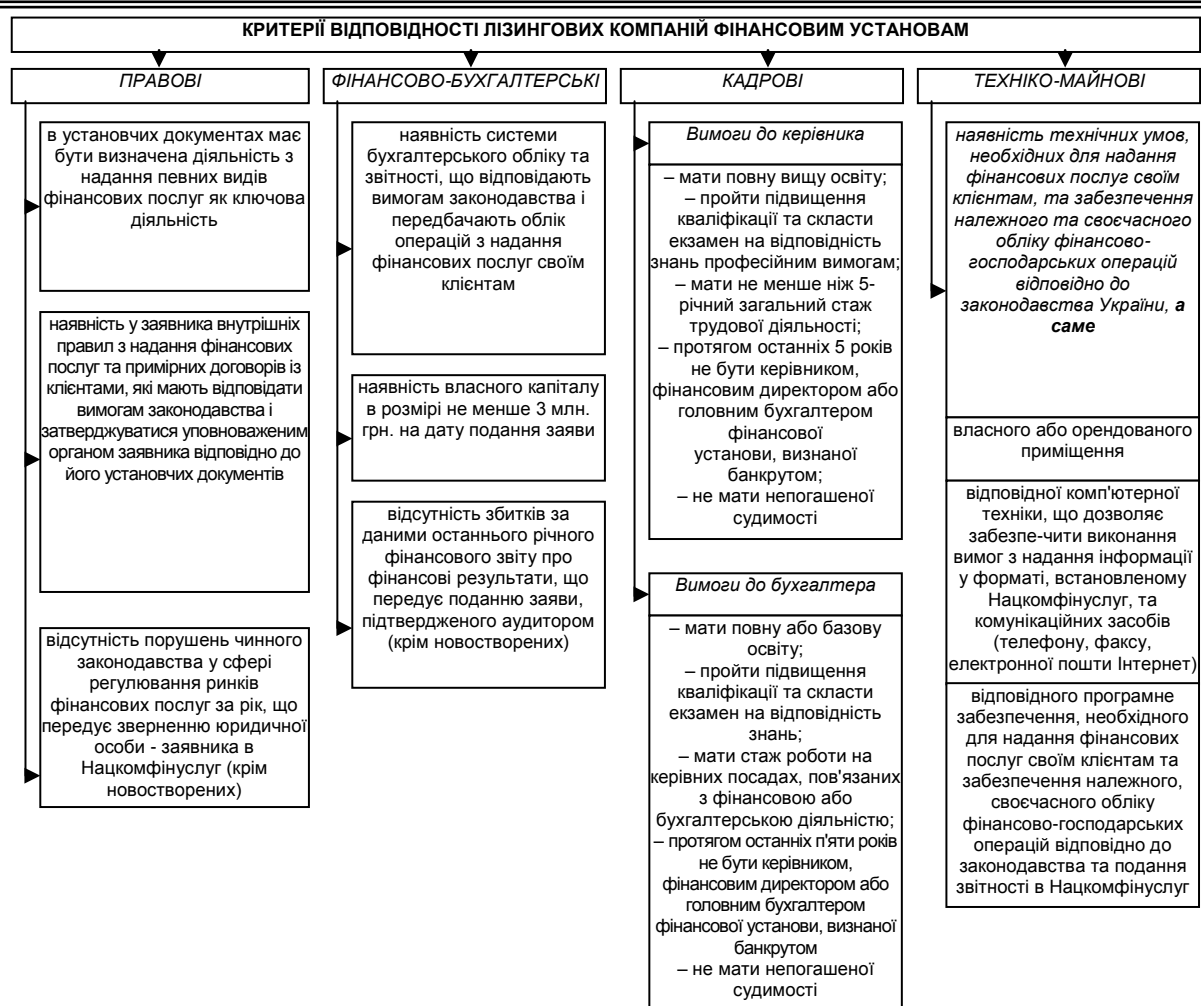 КРИТЕРІЇ ВІДПОВІДНОСТІ ЛІЗИНГОВИХ КОМПАНІЙ ФІНАНСОВИМ УСТАНОВАМ
ПРАВОВІ
в установчих документах має
бути визначена діяльність з
надання певних видів
фінансових послуг як ключова
діяльність
наявність у заявника внутрішніх
правил з надання фінансових
послуг та примірних договорів із
клієнтами, які мають відповідати
вимогам законодавства і
затверджуватися уповноваженим
органом заявника відповідно до
його установчих документів
відсутність порушень чинного
законодавства у сфері
регулювання ринків
фінансових послуг за рік, що
передує зверненню юридичної
особи - заявника в
Нацкомфінуслуг (крім
новостворених)
ФІНАНСОВО-БУХГАЛТЕРСЬКІ
наявність системи
бухгалтерського обліку та
звітності, що відповідають
вимогам законодавства і
передбачають облік
операцій з надання
фінансових послуг своїм
клієнтам
наявність власного капіталу
в розмірі не менше 3 млн.
грн. на дату подання заяви
відсутність збитків за
даними останнього річного
фінансового звіту про
фінансові результати, що
передує поданню заяви,
підтвердженого аудитором
(крім новостворених)
КАДРОВІ
Вимоги до керівника
– мати повну вищу освіту;
– пройти підвищення
кваліфікації та скласти
екзамен на відповідність
знань професійним вимогам;
– мати не менше ніж 5-
річний загальний стаж
трудової діяльності;
– протягом останніх 5 років
не бути керівником,
фінансовим директором або
головним бухгалтером
фінансової
установи, визнаної
банкрутом;
– не мати непогашеної
судимості
Вимоги до бухгалтера
– мати повну або базову
освіту;
– пройти підвищення
кваліфікації та скласти
екзамен на відповідність
знань;
– мати стаж роботи на
керівних посадах, пов'язаних
з фінансовою або
бухгалтерською діяльністю;
– протягом останніх п'яти років
не бути керівником,
фінансовим директором або
головним бухгалтером
фінансової установи, визнаної
банкрутом
– не мати непогашеної
судимості
ТЕХНІКО-МАЙНОВІ
наявність технічних умов,
необхідних для надання
фінансових послуг своїм
клієнтам, та забезпечення
належного та своєчасного
обліку фінансово-
господарських операцій
відповідно до
законодавства України, а
саме
власного або орендованого
приміщення
відповідної комп'ютерної
техніки, що дозволяє
забезпе-чити виконання
вимог з надання інформації
у форматі, встановленому
Нацкомфінуслуг, та
комунікаційних засобів
(телефону, факсу,
електронної пошти Інтернет)
відповідного програмне
забезпечення, необхідного
для надання фінансових
послуг своїм клієнтам та
забезпечення належного,
своєчасного обліку
фінансово-господарських
операцій відповідно до
законодавства та подання
звітності в Нацкомфінуслуг